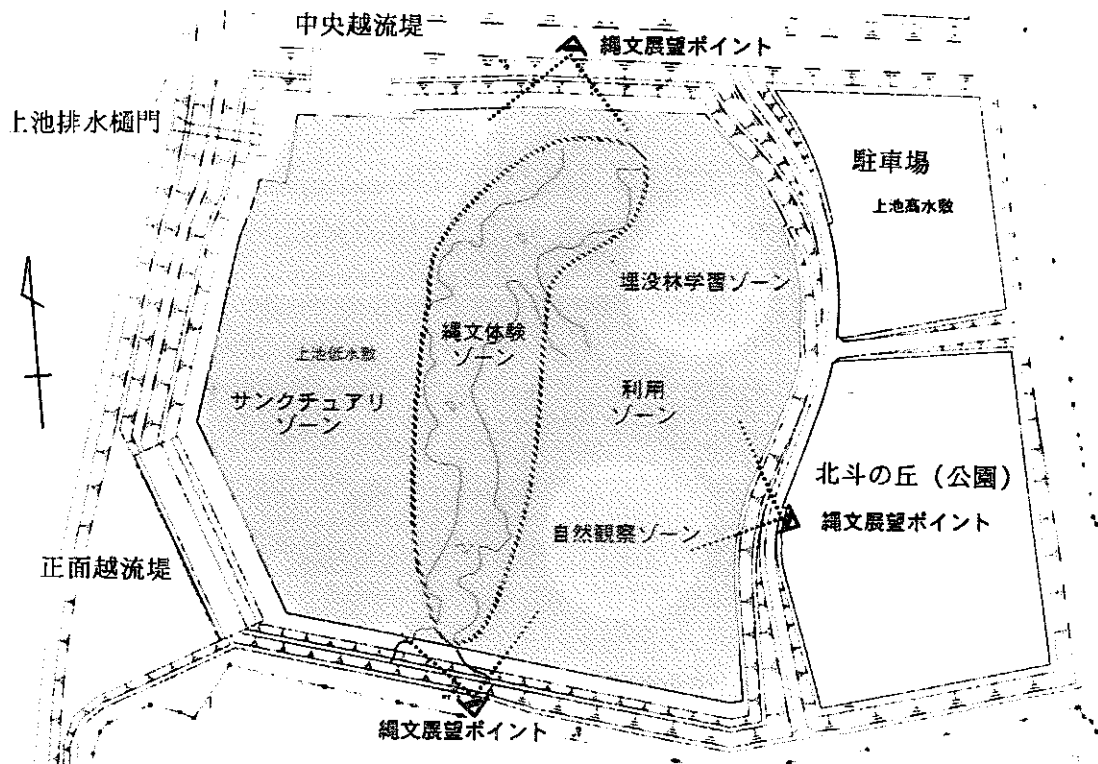 中央越流堤
縄文展望ポイント
上池排水樋門
駐車場
上池高水敷
埋没林学習ゾーン
縄文体験
ゾーン
上池低水敷
サンクチュアリ
ゾーン
利用
ゾーン
北斗の丘（公園）
縄文展望ポイント
自然観察ゾーン
正面越流堤
縄文展望ポイント